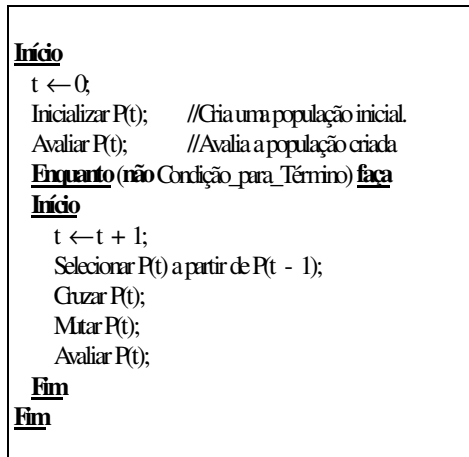 Início
t ← 0;
Inicializar P(t); //Cria uma população inicial.
Avaliar P(t); //Avalia a população criada
Enquanto (não Condição_para_Término) faça
Início
t ← t + 1;
Selecionar P(t) a partir de P(t - 1);
Cruzar P(t);
Mutar P(t);
Avaliar P(t);
Fim
Fim